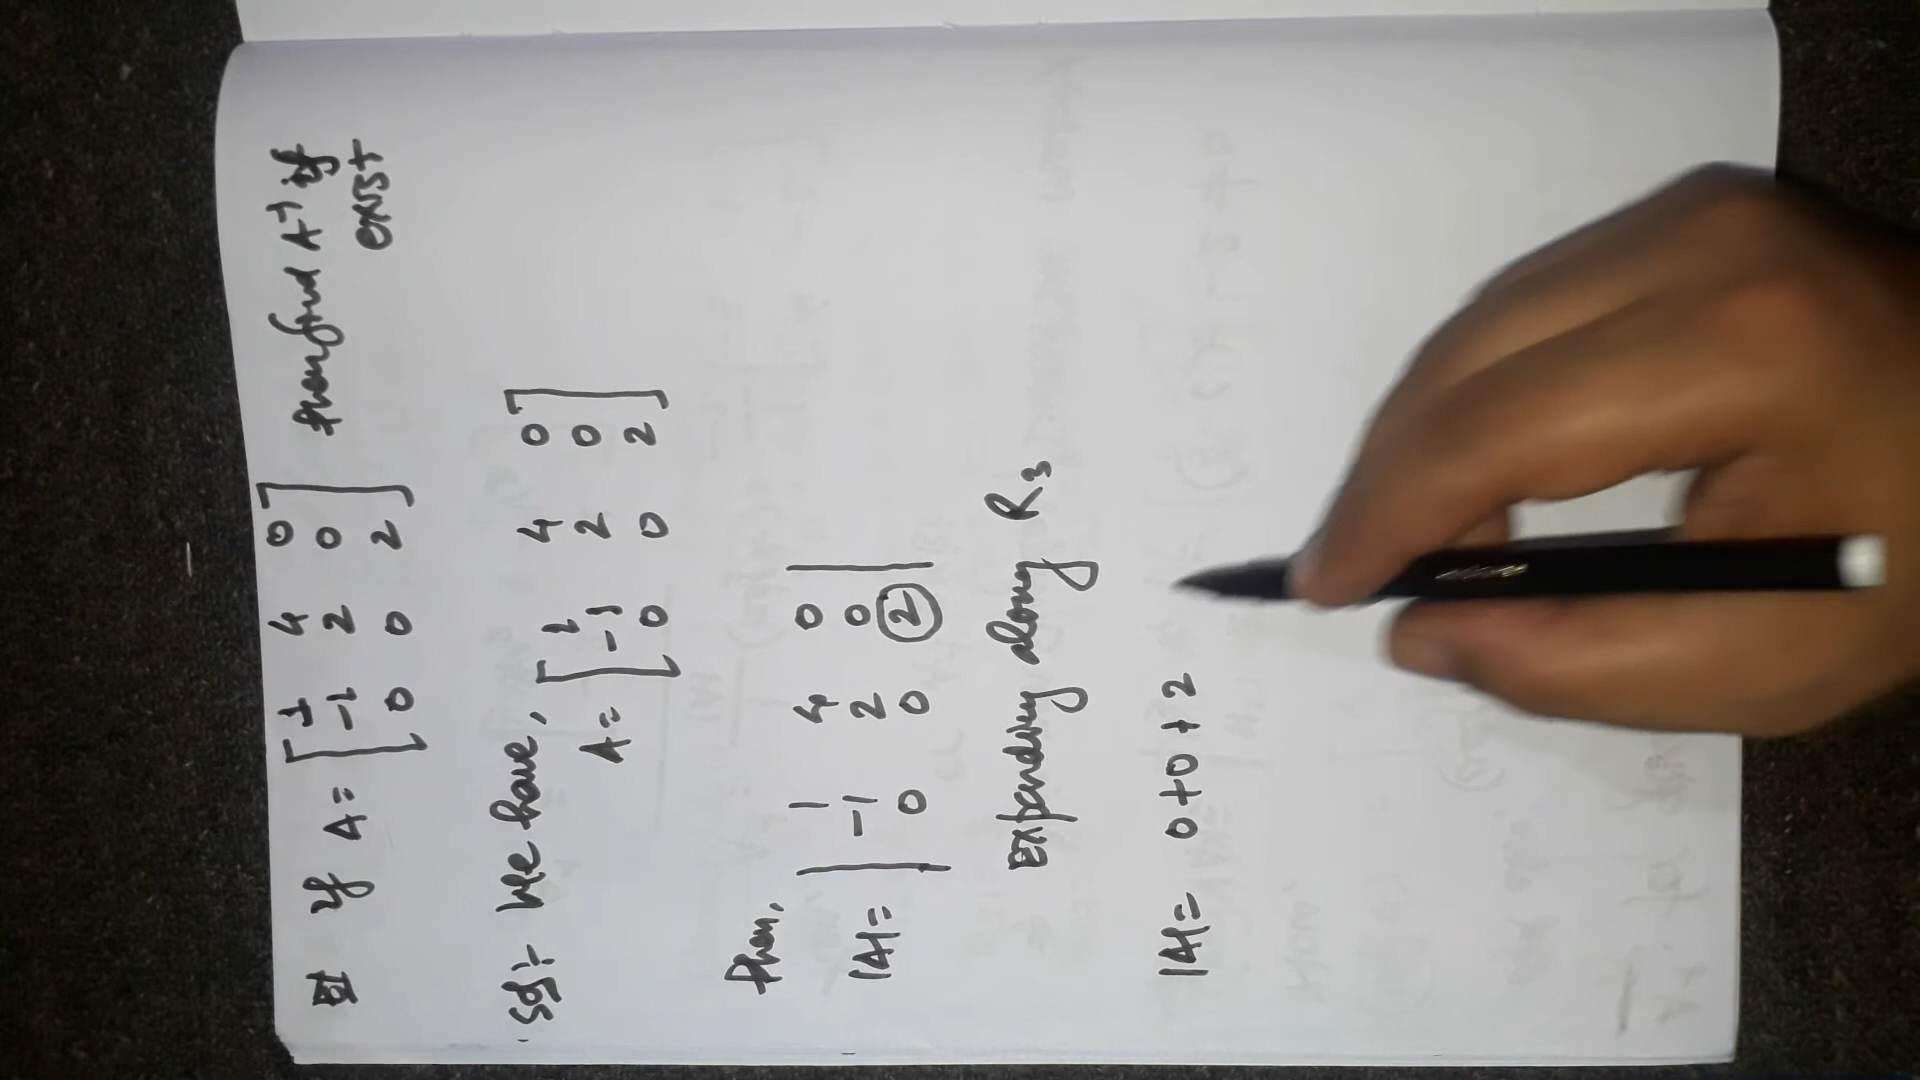 If A = [ 1 4 0 then find A⁻¹ if
-1 2 0 exist
0 0 2 ]
Solⁿ:- We have,
A = [ 1 4 0
-1 2 0
0 0 2 ]
then,
|A| = | 1 4 0
-1 2 0
0 0 2 |
Expanding along R₃
|A| = 0+0+2